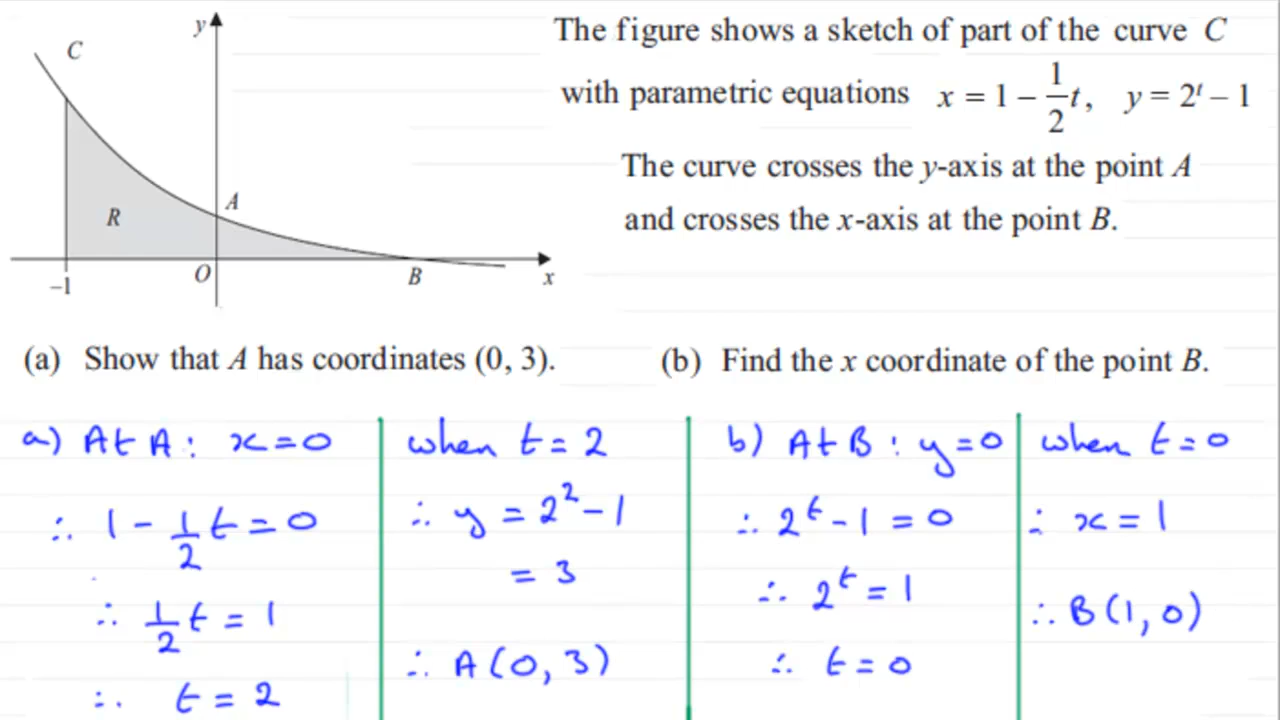 y
C
A
R
O
B
x
–1
The figure shows a sketch of part of the curve C
with parametric equations x = 1 – 1/2 t, y = 2^t – 1
The curve crosses the y-axis at the point A
and crosses the x-axis at the point B.
(a) Show that A has coordinates (0, 3).
(b) Find the x coordinate of the point B.
a) At A: x = 0
∴ 1 - 1/2 t = 0
∴ 1/2 t = 1
∴ t = 2
when t = 2
∴ y = 2^2 - 1
= 3
∴ A(0, 3)
b) At B: y = 0
∴ 2^t - 1 = 0
∴ 2^t = 1
∴ t = 0
when t = 0
∴ x = 1
∴ B(1, 0)